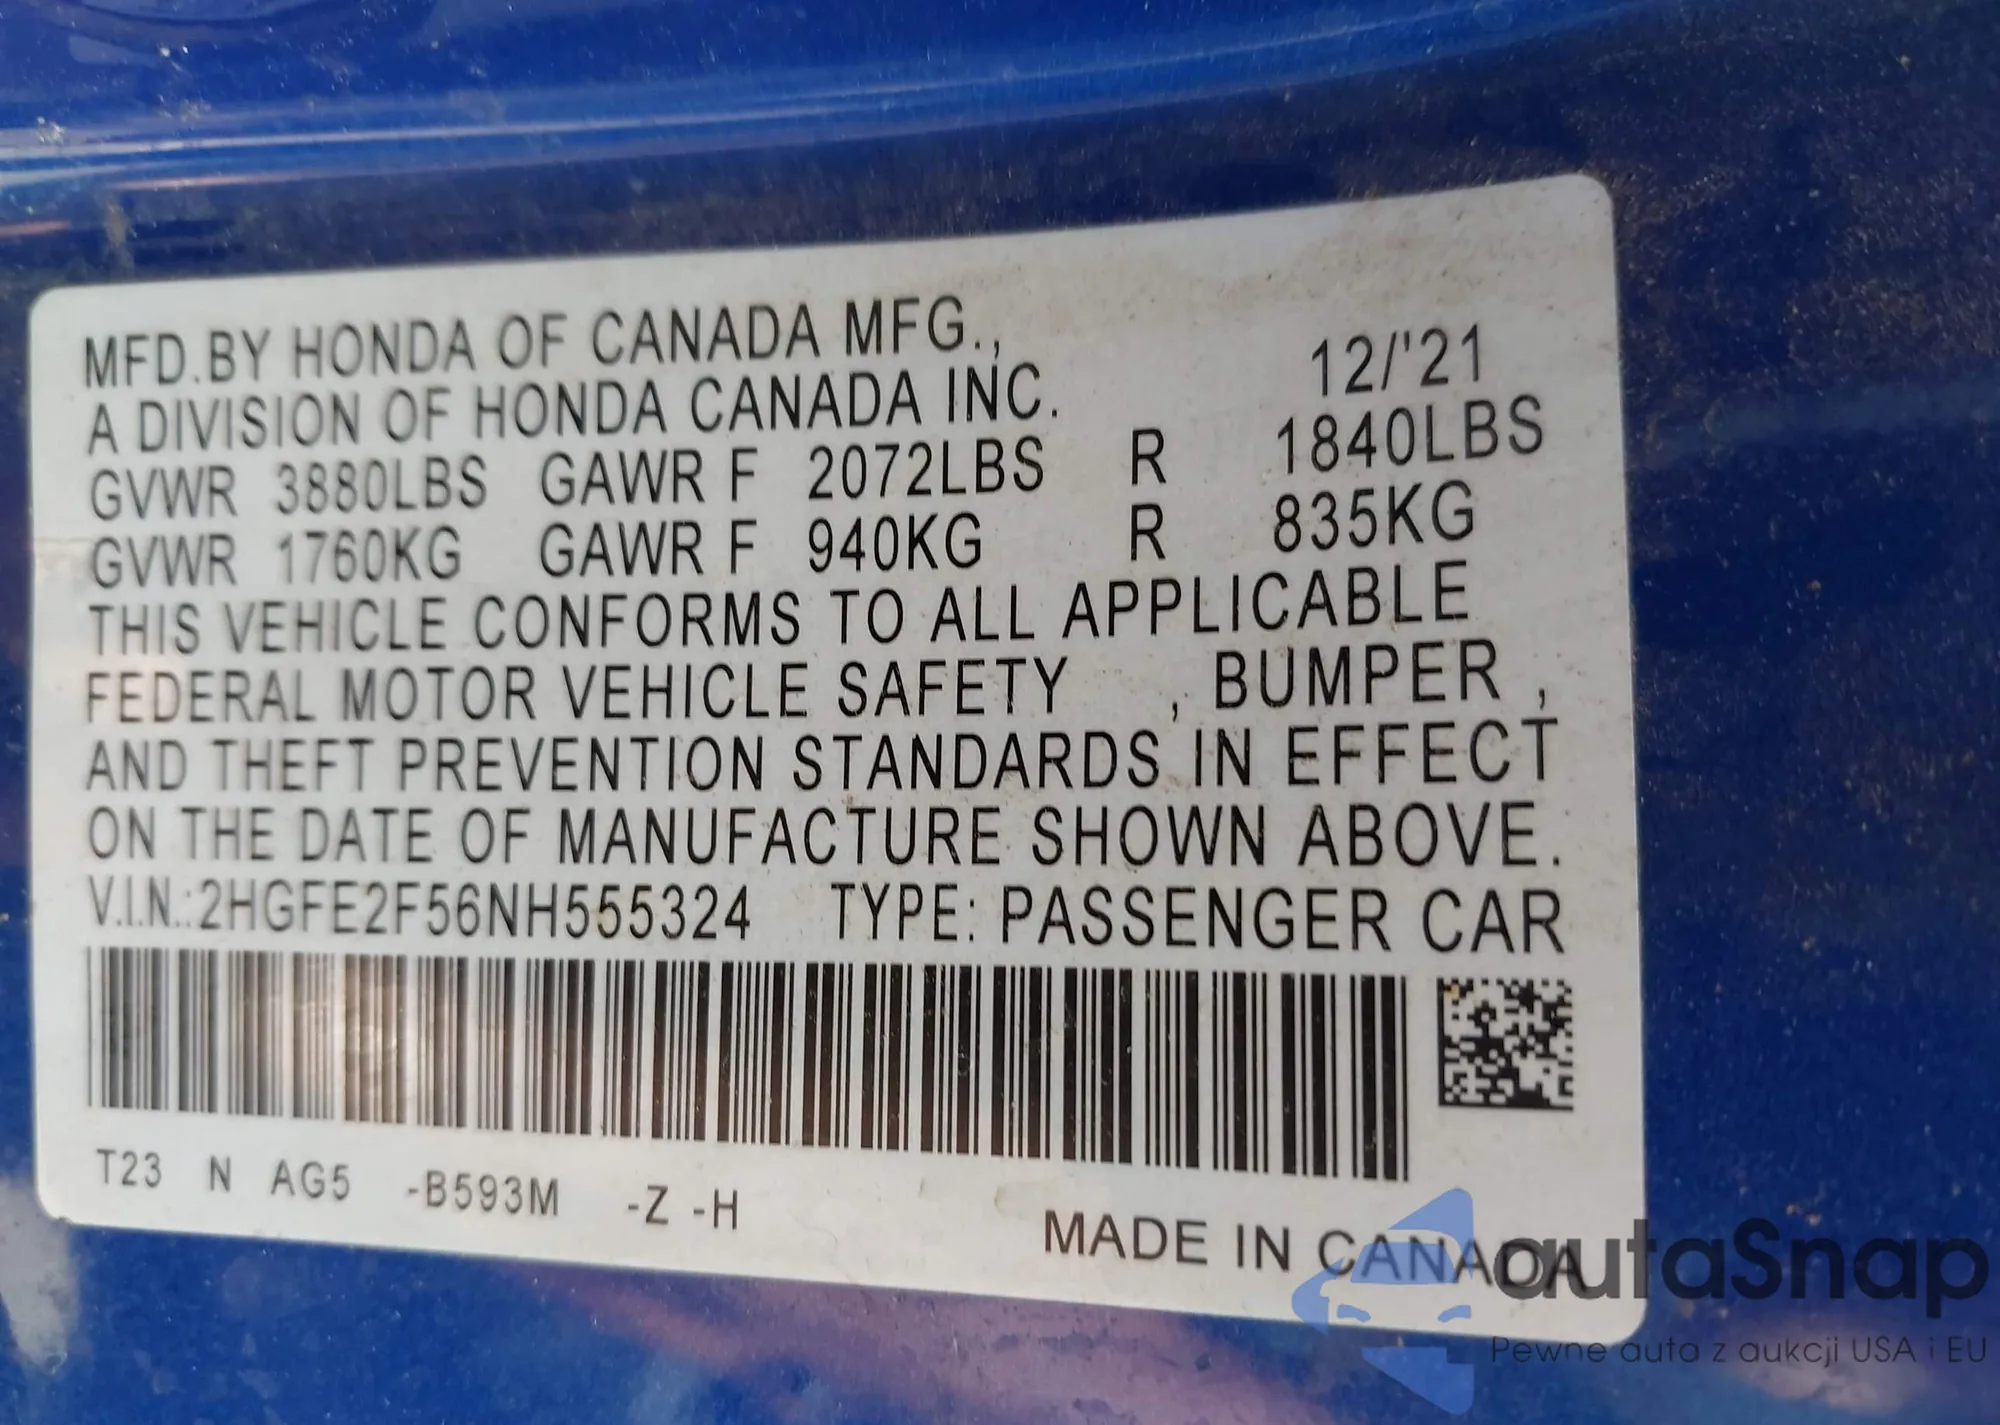 MFD.BY HONDA OF CANADA MFG.,
A DIVISION OF HONDA CANADA INC. 12/'21
GVWR 3880LBS GAWR F 2072LBS R 1840LBS
GVWR 1760KG GAWR F 940KG R 835KG
THIS VEHICLE CONFORMS TO ALL APPLICABLE
FEDERAL MOTOR VEHICLE SAFETY , BUMPER ,
AND THEFT PREVENTION STANDARDS IN EFFECT
ON THE DATE OF MANUFACTURE SHOWN ABOVE.
V.I.N.:2HGFE2F56NH555324 TYPE: PASSENGER CAR
T23 N AG5 -B593M -Z -H
MADE IN CANADA
autaSnap
Pewne auta z aukcji USA i EU